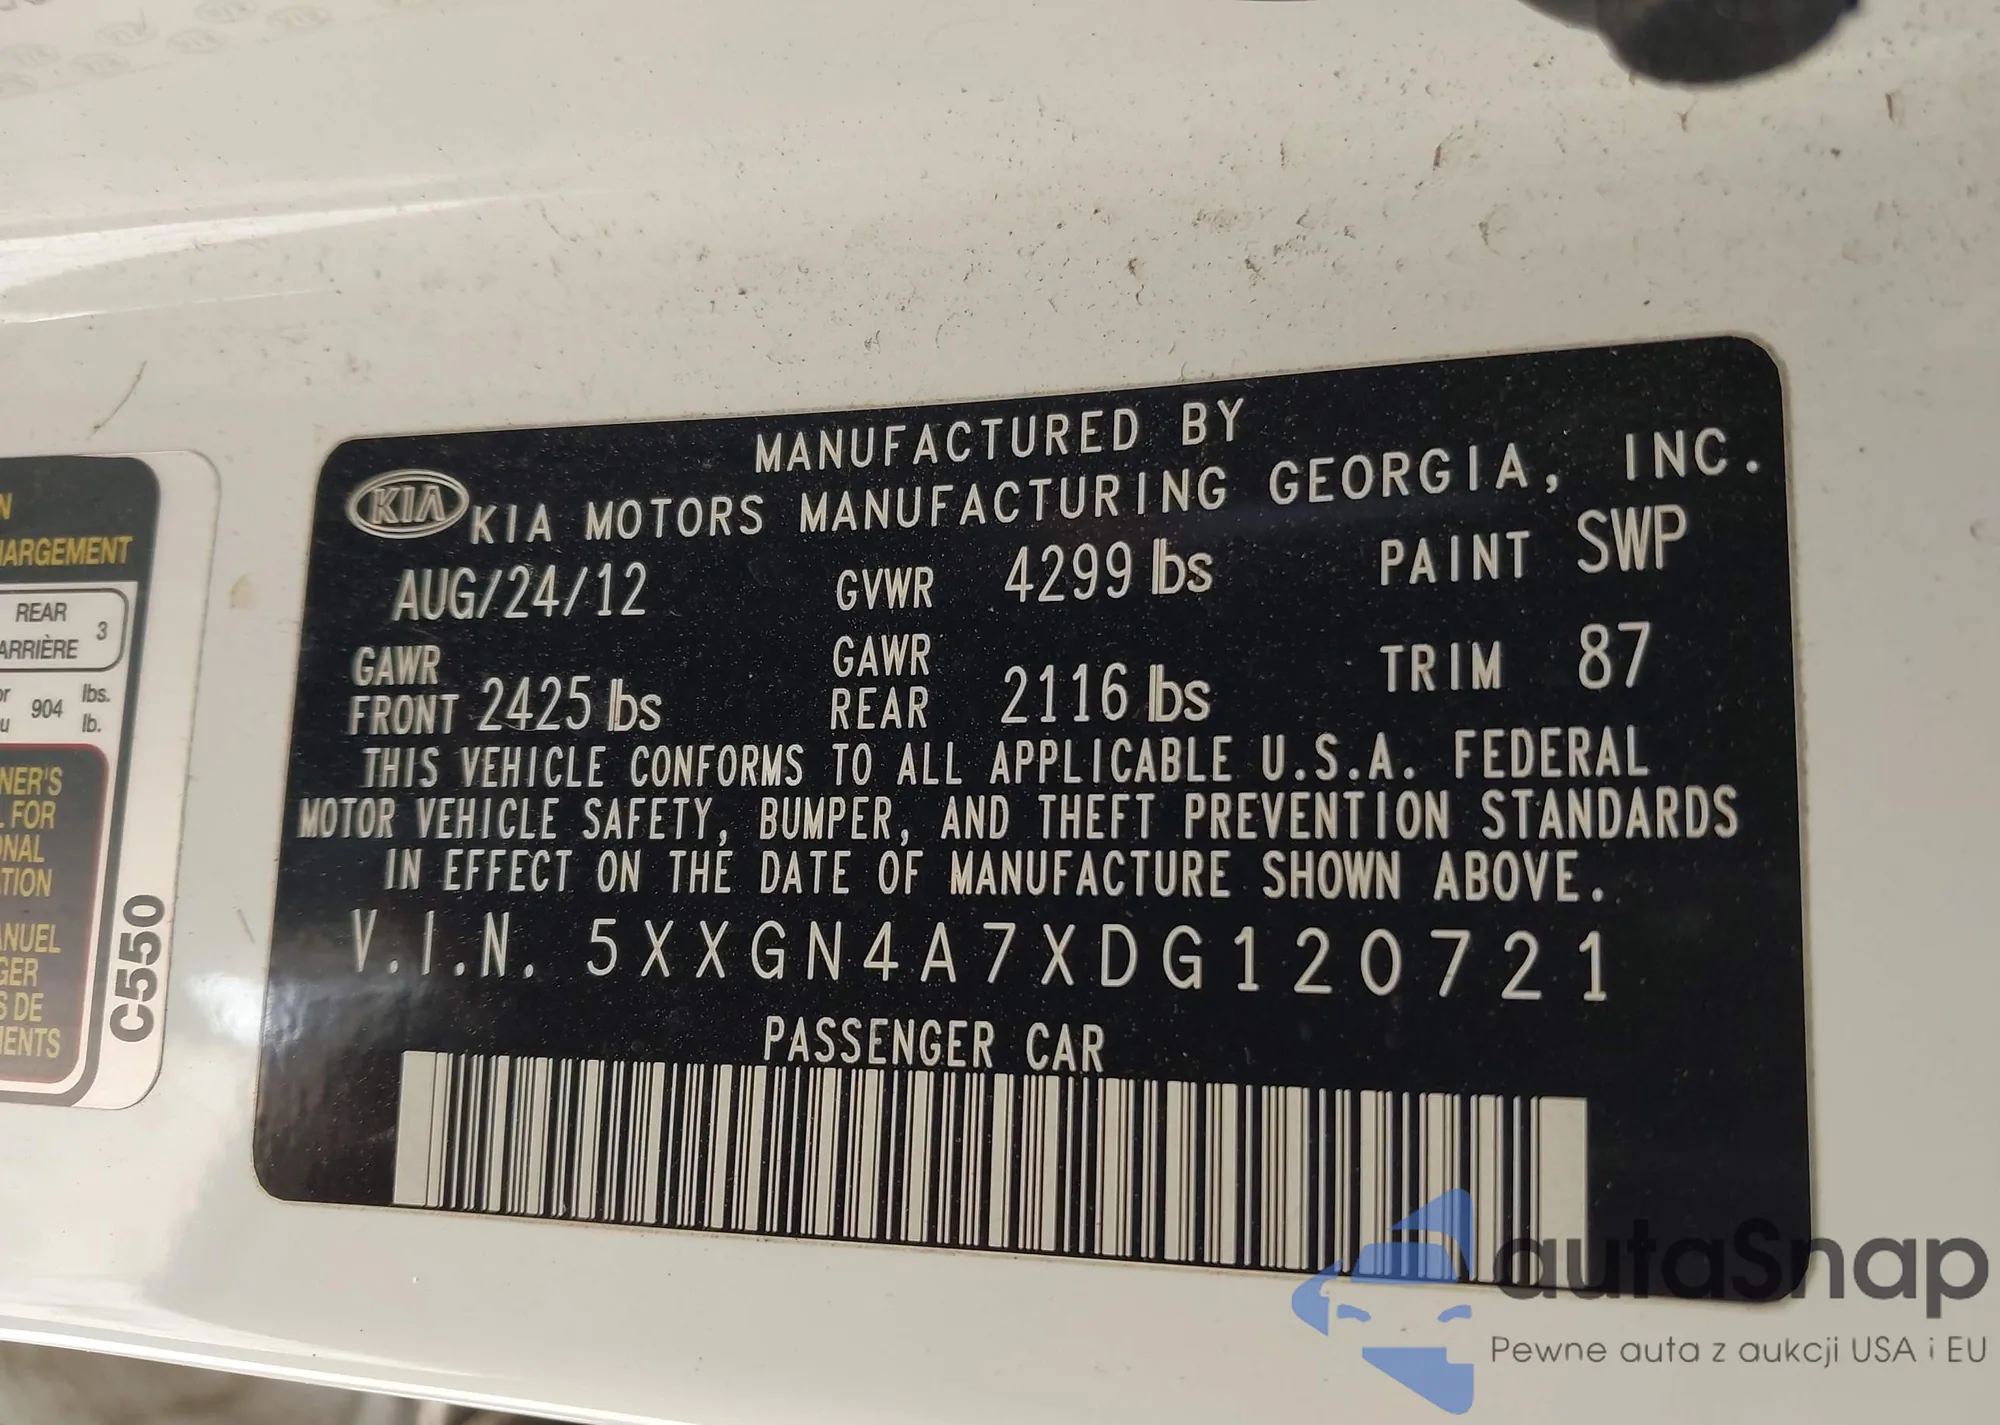 MANUFACTURED BY
KIA KIA MOTORS MANUFACTURING GEORGIA, INC.
AUG/24/12 GVWR 4299 lbs PAINT SWP
GAWR FRONT 2425 lbs GAWR REAR 2116 lbs TRIM 87
THIS VEHICLE CONFORMS TO ALL APPLICABLE U.S.A. FEDERAL
MOTOR VEHICLE SAFETY, BUMPER, AND THEFT PREVENTION STANDARDS
IN EFFECT ON THE DATE OF MANUFACTURE SHOWN ABOVE.
V.I.N. 5XXGN4A7XDG120721
PASSENGER CAR
REAR
ARRIÈRE 3
904 lbs.
lb.
FOR
C550
DE
autaSnap
Pewne auta z aukcji USA i EU